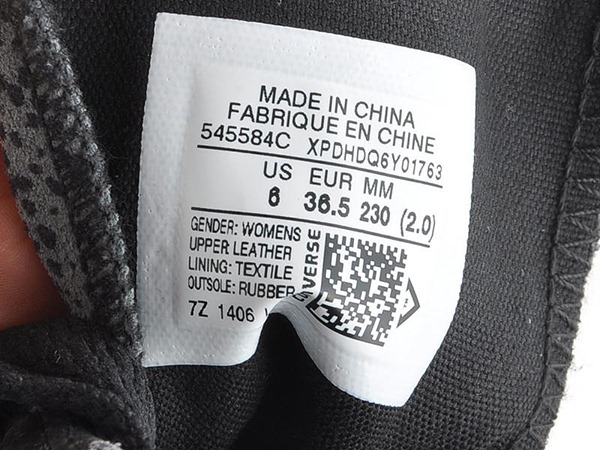 MADE IN CHINA
FABRIQUE EN CHINE
545584C XPDHDQ6Y01763
US EUR MM
6 36.5 230 (2.0)
GENDER: WOMENS
UPPER: LEATHER
LINING: TEXTILE
OUTSOLE: RUBBER
7Z 1406